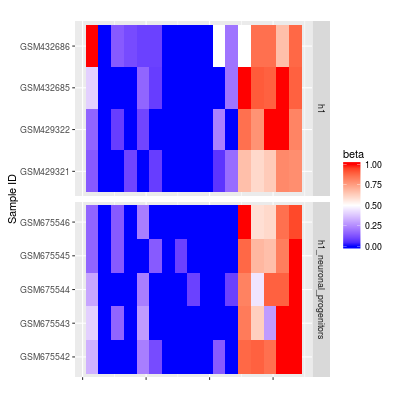 GSM432686
GSM432685
GSM429322
GSM429321
h1
GSM675546
GSM675545
GSM675544
GSM675543
GSM675542
h1_neuronal_progenitors
Sample ID
beta
1.00
0.75
0.50
0.25
0.00